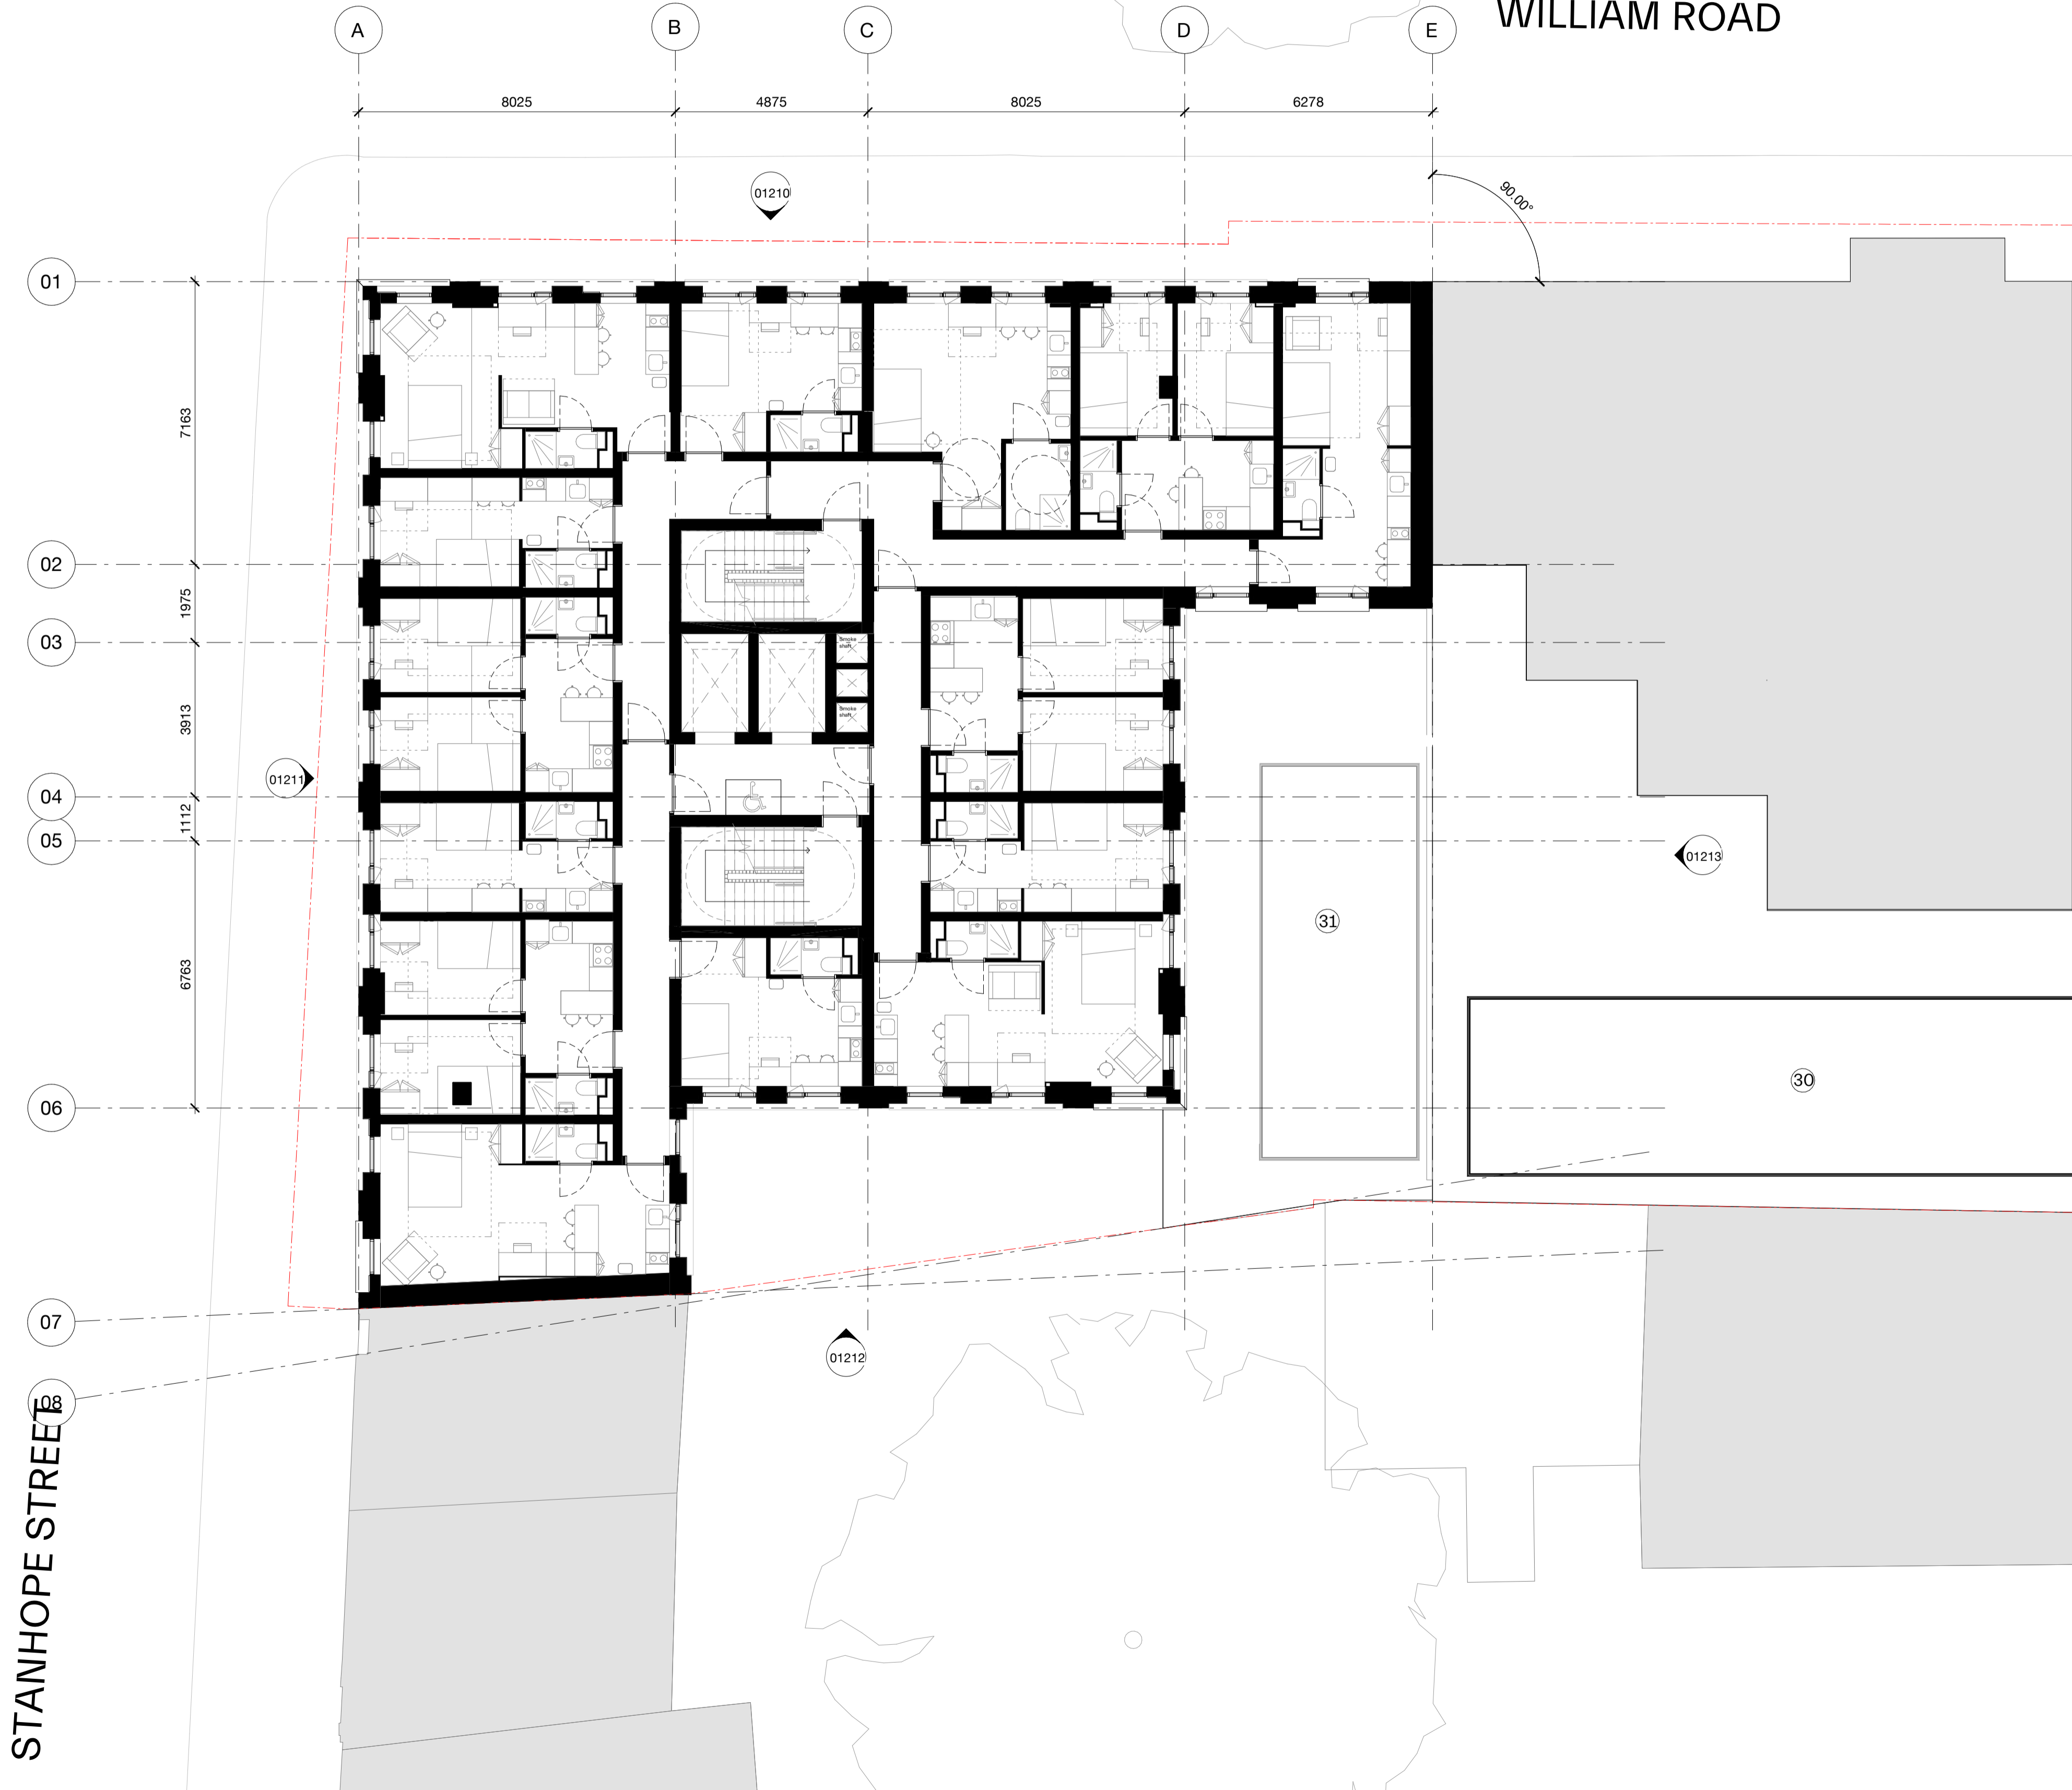 WILLIAM ROAD
A
B
C
D
E
8025
4875
8025
6278
90.00°
01210
01
7163
02
1975
03
Smoke
shaft
3913
Smoke
shaft
01211
04
1112
05
01213
31
6763
30
06
07
01212
08
STANHOPE STREET